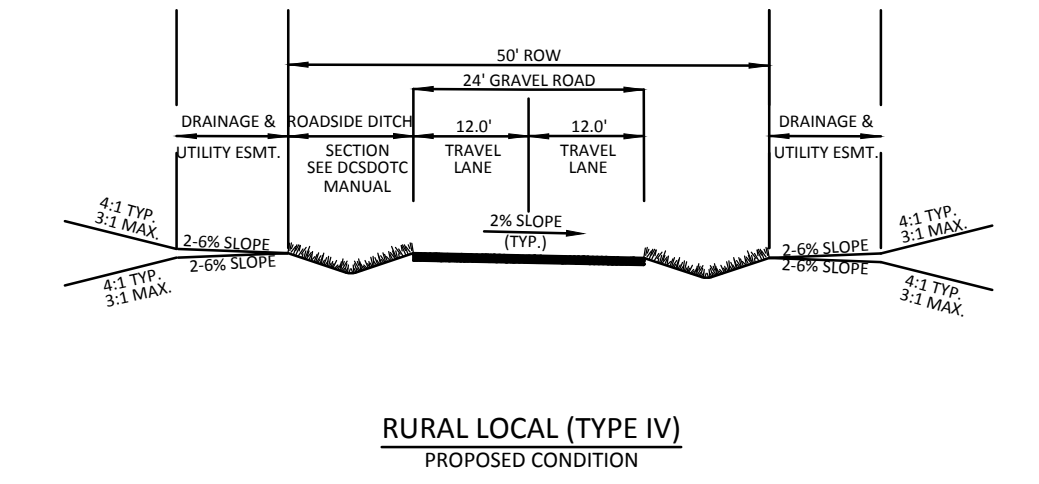 50' ROW
24' GRAVEL ROAD
DRAINAGE &
UTILITY ESMT.
ROADSIDE DITCH
SECTION
SEE DCSDOTC
MANUAL
12.0'
TRAVEL
LANE
12.0'
TRAVEL
LANE
DRAINAGE &
UTILITY ESMT.
4:1 TYP.
3:1 MAX.
2-6% SLOPE
2-6% SLOPE
4:1 TYP.
3:1 MAX.
2% SLOPE
(TYP.)
2-6% SLOPE
2-6% SLOPE
4:1 TYP.
3:1 MAX.
4:1 TYP.
3:1 MAX.
RURAL LOCAL (TYPE IV)
PROPOSED CONDITION